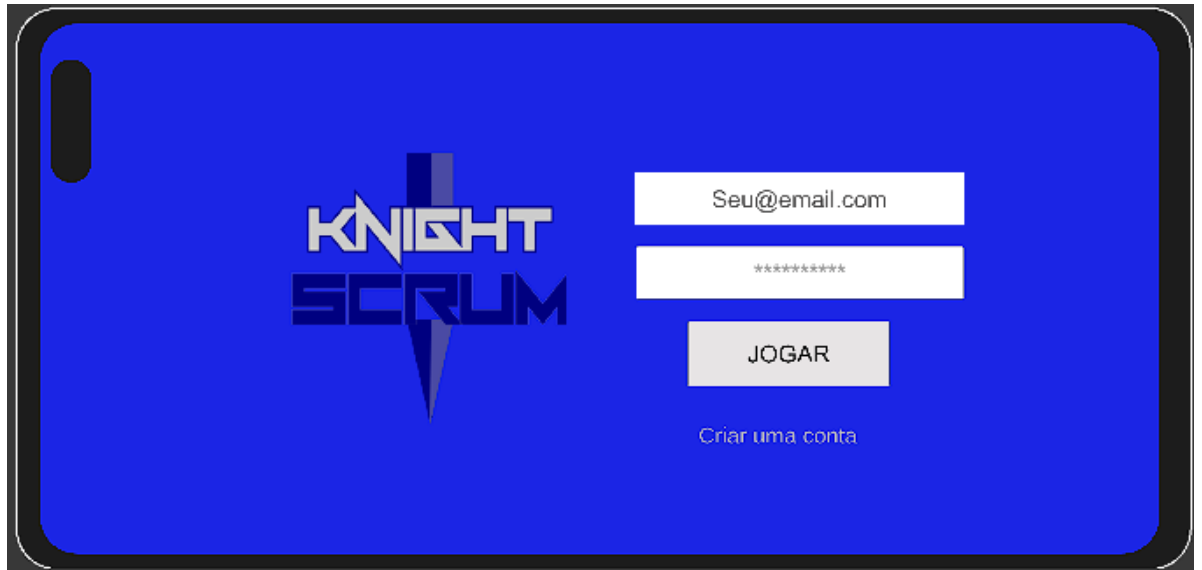 KNIGHT
SCRUM
Seu@email.com
**********
JOGAR
Criar uma conta